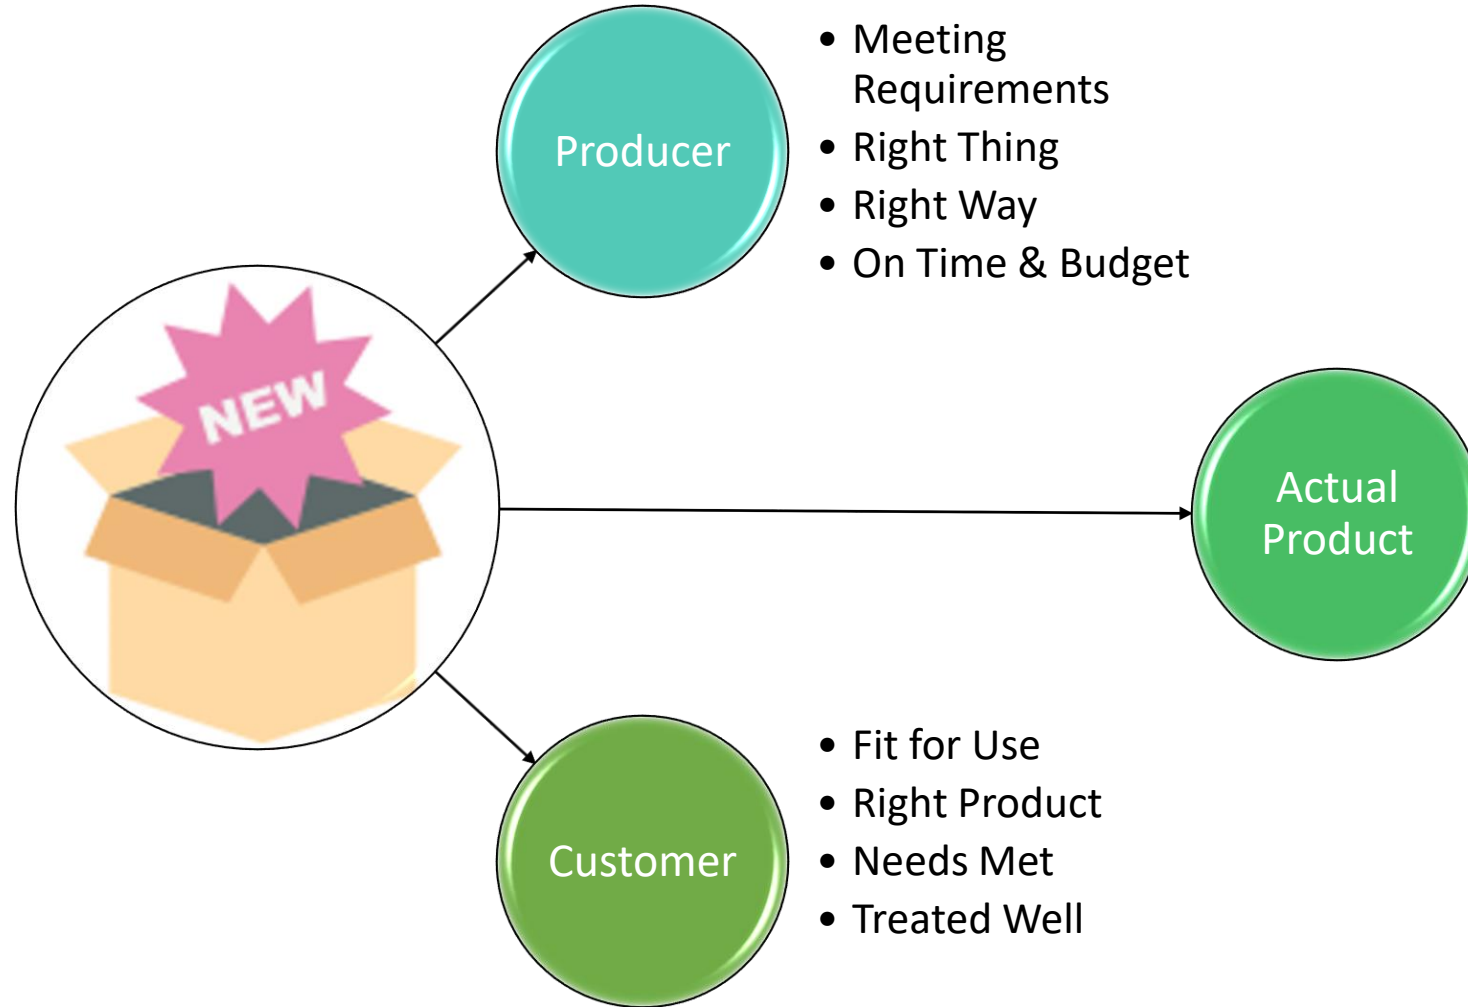 Producer
• Meeting
Requirements
• Right Thing
• Right Way
• On Time & Budget
NEW
Actual
Product
Customer
• Fit for Use
• Right Product
• Needs Met
• Treated Well